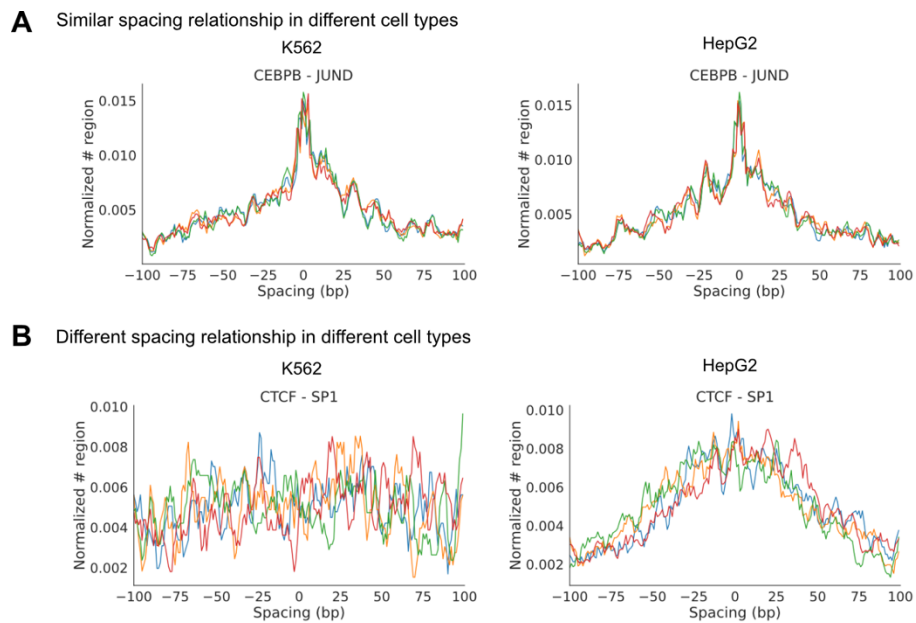 A Similar spacing relationship in different cell types
K562
HepG2
CEBPB - JUND
CEBPB - JUND
Normalized # region
0.015
0.010
0.005
−100 −75 −50 −25 0 25 50 75 100
Spacing (bp)
Normalized # region
0.015
0.010
0.005
−100 −75 −50 −25 0 25 50 75 100
Spacing (bp)
B Different spacing relationship in different cell types
K562
HepG2
CTCF - SP1
CTCF - SP1
Normalized # region
0.010
0.008
0.006
0.004
0.002
−100 −75 −50 −25 0 25 50 75 100
Spacing (bp)
Normalized # region
0.010
0.008
0.006
0.004
0.002
−100 −75 −50 −25 0 25 50 75 100
Spacing (bp)